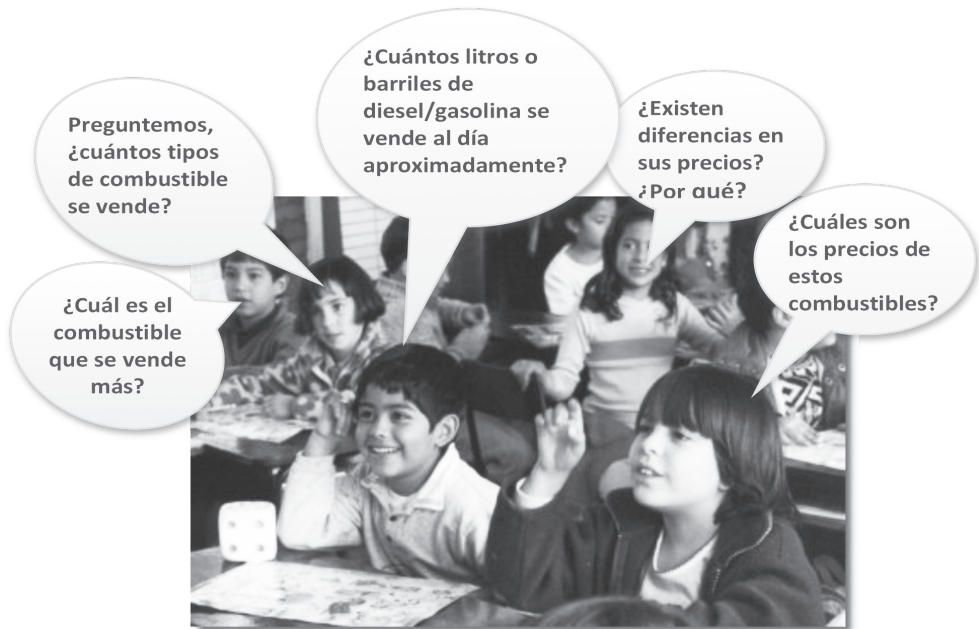 Preguntemos,
¿cuántos tipos
de combustible
se vende?
¿Cuántos litros o
barriles de
diesel/gasolina se
vende al día
aproximadamente?
¿Existen
diferencias en
sus precios?
¿Por qué?
¿Cuáles son
los precios de
estos
combustibles?
¿Cuál es el
combustible
que se vende
más?